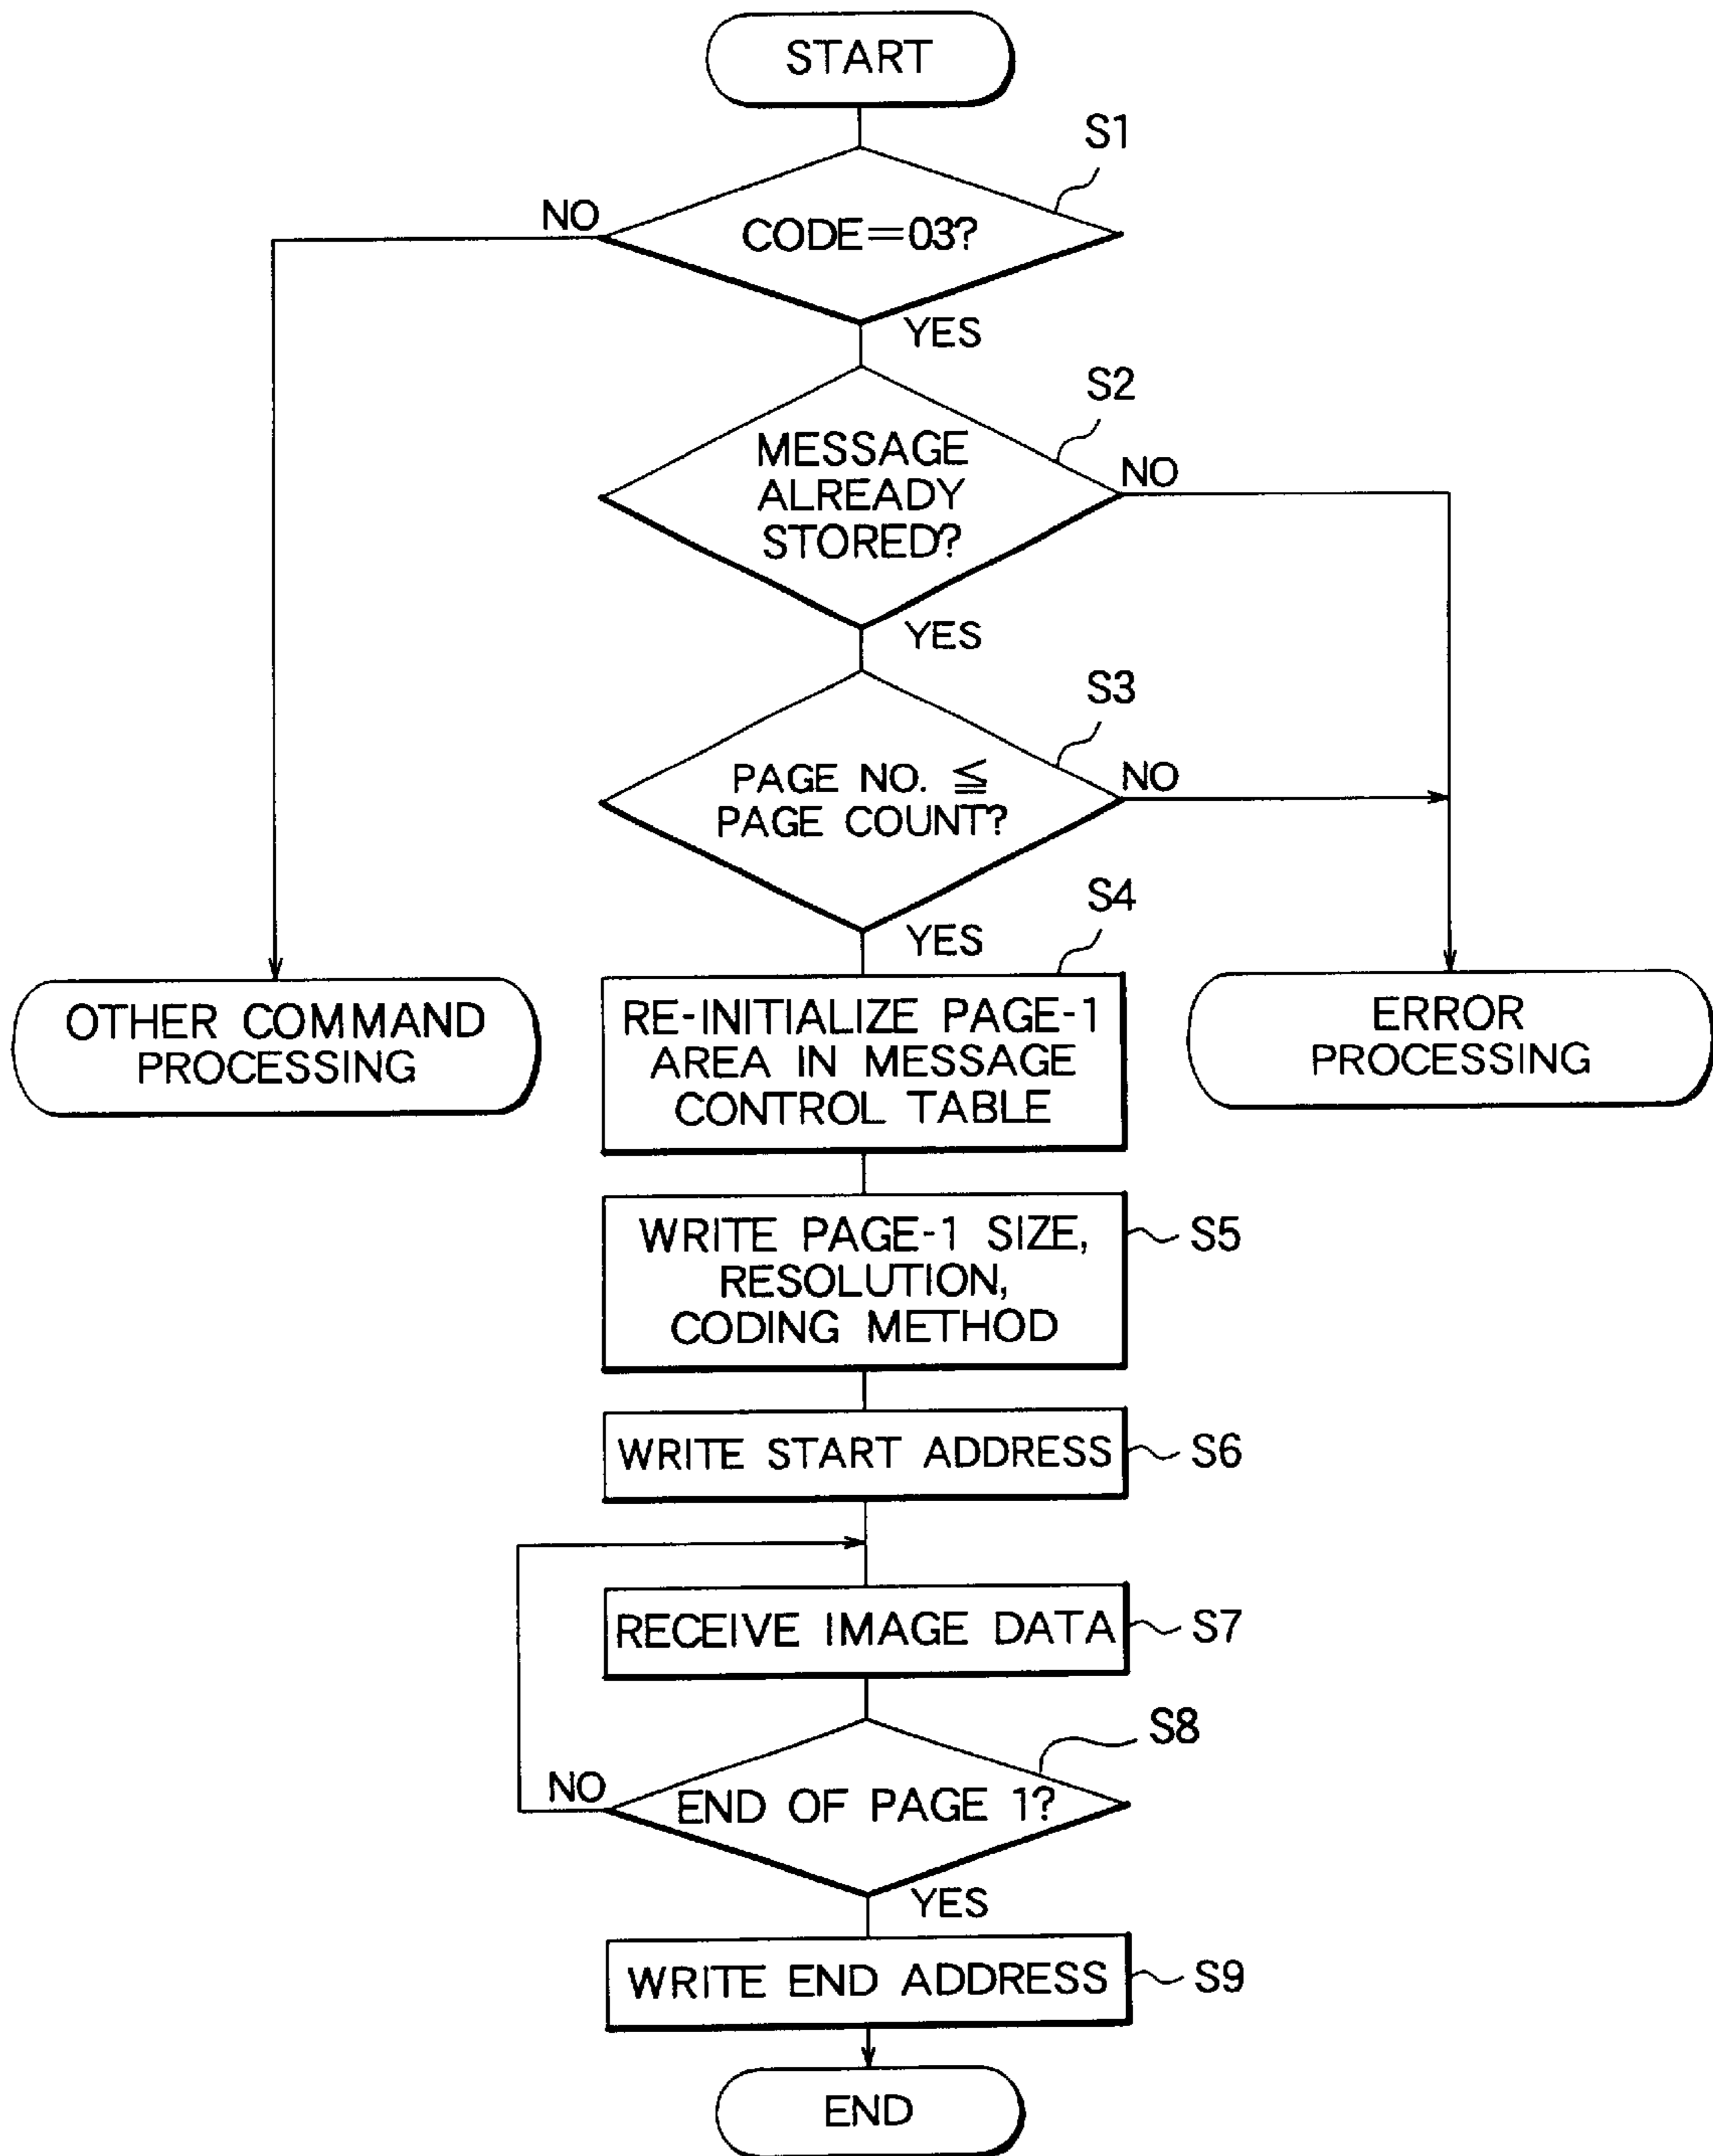 START
S1
NO
CODE=03?
YES
S2
MESSAGE
ALREADY
STORED?
NO
YES
S3
PAGE NO. ≦
PAGE COUNT?
NO
YES
S4
OTHER COMMAND
PROCESSING
RE-INITIALIZE PAGE-1
AREA IN MESSAGE
CONTROL TABLE
ERROR
PROCESSING
WRITE PAGE-1 SIZE,
RESOLUTION,
CODING METHOD
S5
WRITE START ADDRESS
S6
RECEIVE IMAGE DATA
S7
S8
NO
END OF PAGE 1?
YES
WRITE END ADDRESS
S9
END